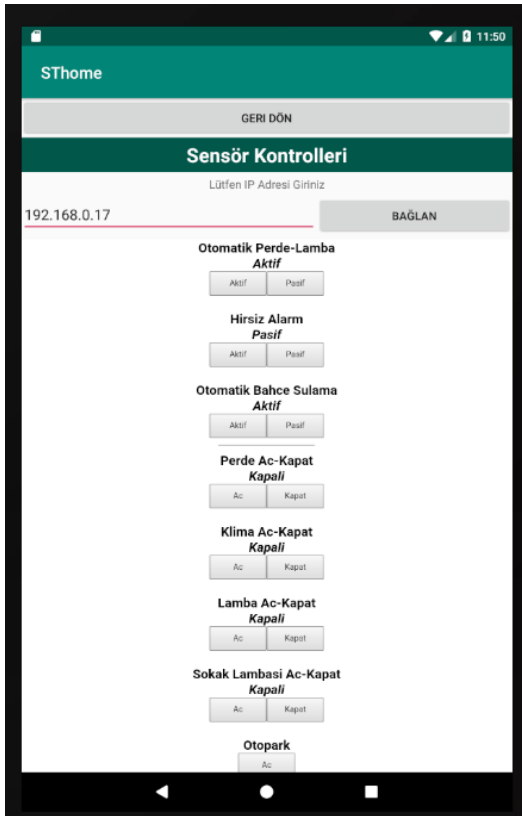 11:50
SThome
GERI DÖN
Sensör Kontrolleri
Lütfen IP Adresi Giriniz
192.168.0.17 BAĞLAN
Otomatik Perde-Lamba
Aktif
Aktif Pasif
Hirsiz Alarm
Pasif
Aktif Pasif
Otomatik Bahce Sulama
Aktif
Aktif Pasif
Perde Ac-Kapat
Kapali
Ac Kapat
Klima Ac-Kapat
Kapali
Ac Kapat
Lamba Ac-Kapat
Kapali
Ac Kapat
Sokak Lambasi Ac-Kapat
Kapali
Ac Kapat
Otopark
Ac